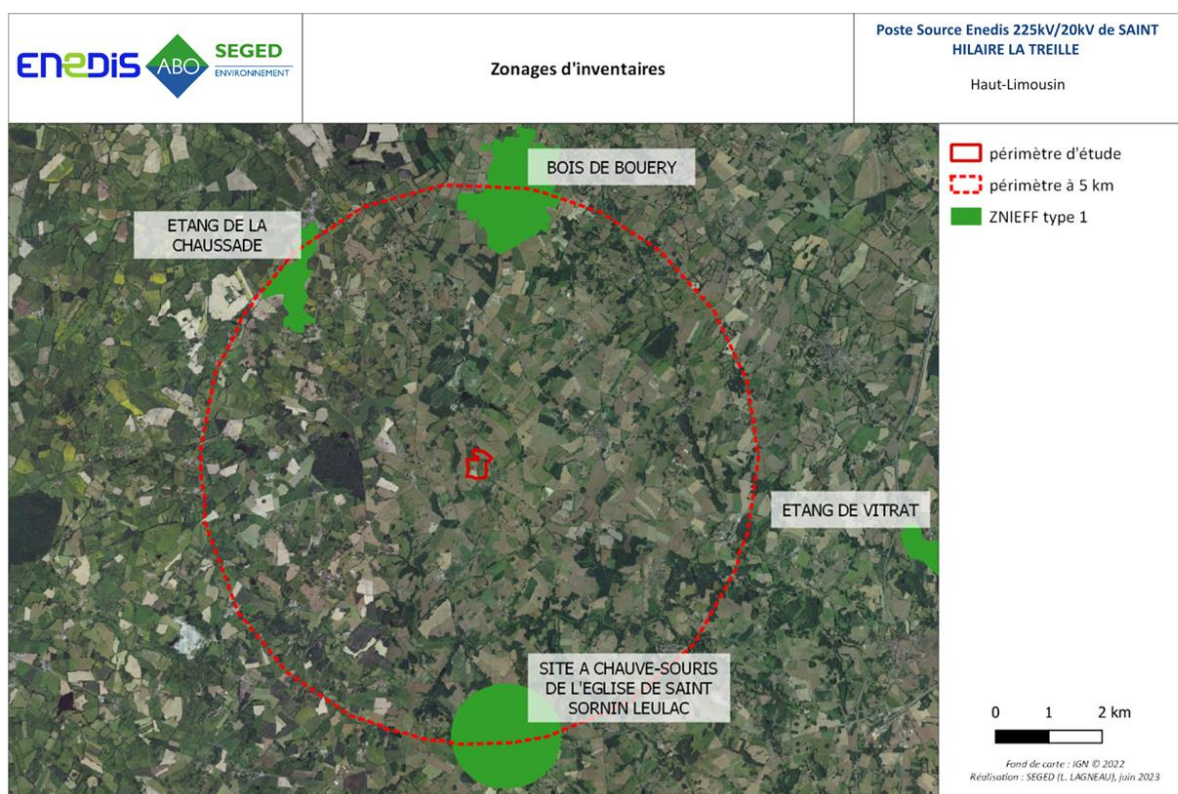 ENEDIS
ABO
SEGED
ENVIRONNEMENT
Zonages d'inventaires
Poste Source Enedis 225kV/20kV de SAINT
HILAIRE LA TREILLE
Haut-Limousin
BOIS DE BOUERY
ETANG DE LA
CHAUSSADE
ETANG DE VITRAT
SITE A CHAUVE-SOURIS
DE L'EGLISE DE SAINT
SORNIN LEULAC
périmètre d'étude
périmètre à 5 km
ZNIEFF type 1
0 1 2 km
Fond de carte : IGN © 2022
Réalisation : SEGED (L. LAGNEAU), juin 2023